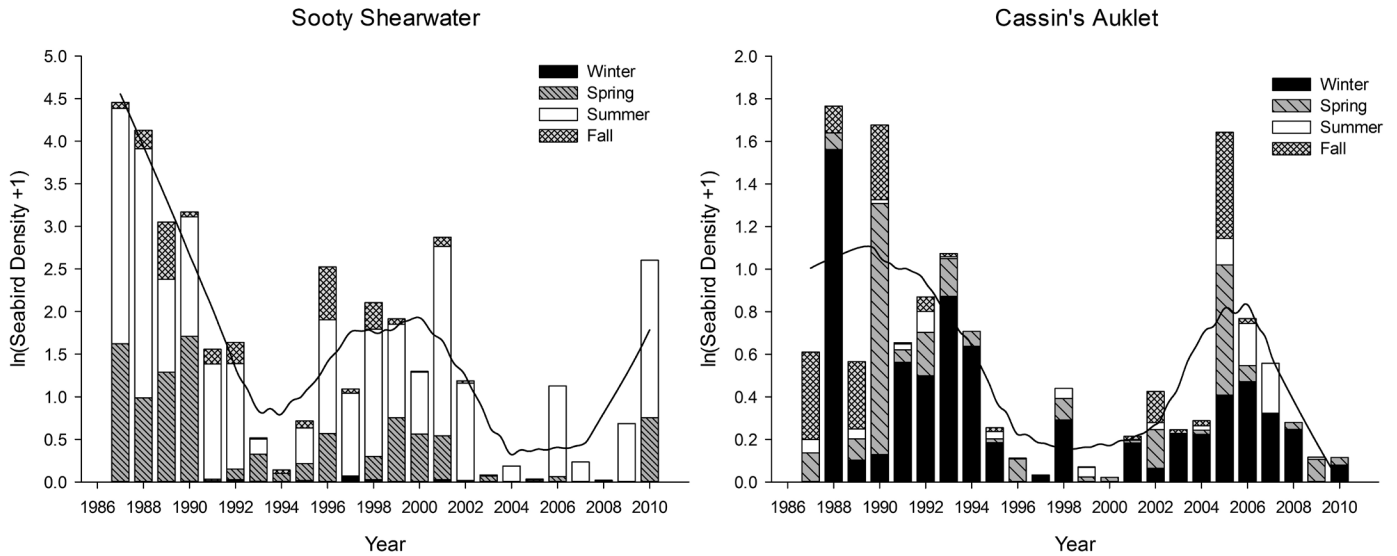 Sooty Shearwater
5.0
4.5
4.0
3.5
3.0
2.5
2.0
1.5
1.0
0.5
0.0
ln(Seabird Density +1)
Winter
Spring
Summer
Fall
1986 1988 1990 1992 1994 1996 1998 2000 2002 2004 2006 2008 2010
Year
Cassin's Auklet
2.0
1.8
1.6
1.4
1.2
1.0
0.8
0.6
0.4
0.2
0.0
ln(Seabird Density +1)
Winter
Spring
Summer
Fall
1986 1988 1990 1992 1994 1996 1998 2000 2002 2004 2006 2008 2010
Year